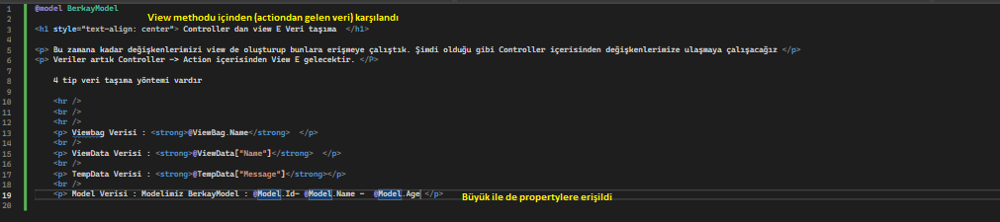 1 @model BerkayModel
2 View methodu içinden (actiondan gelen veri) karşılandı
3 <h1 style="text-align: center"> Controller dan view E Veri taşıma </h1>
4
5 <p> Bu zamana kadar değişkenlerimizi view de oluşturup bunlara erişmeye çalıştık. Şimdi olduğu gibi Controller içerisinden değişkenlerimize ulaşmaya çalışacağız </p>
6 <p> Veriler artık Controller -> Action içerisinden View E gelecektir. </P>
7
8 4 tip veri taşıma yöntemi vardır
9
10 <hr />
11 <br />
12 <hr />
13 <p> Viewbag Verisi : <strong>@ViewBag.Name</strong> </p>
14 <br />
15 <p> ViewData Verisi : <strong>@ViewData["Name"]</strong> </p>
16 <br />
17 <p> TempData Verisi : <strong>@TempData["Message"]</strong></p>
18 <br />
19 <p> Model Verisi : Modelimiz BerkayModel : @Model.Id- @Model.Name - @Model.Age </p> Büyük ile de propertylere erişildi
20